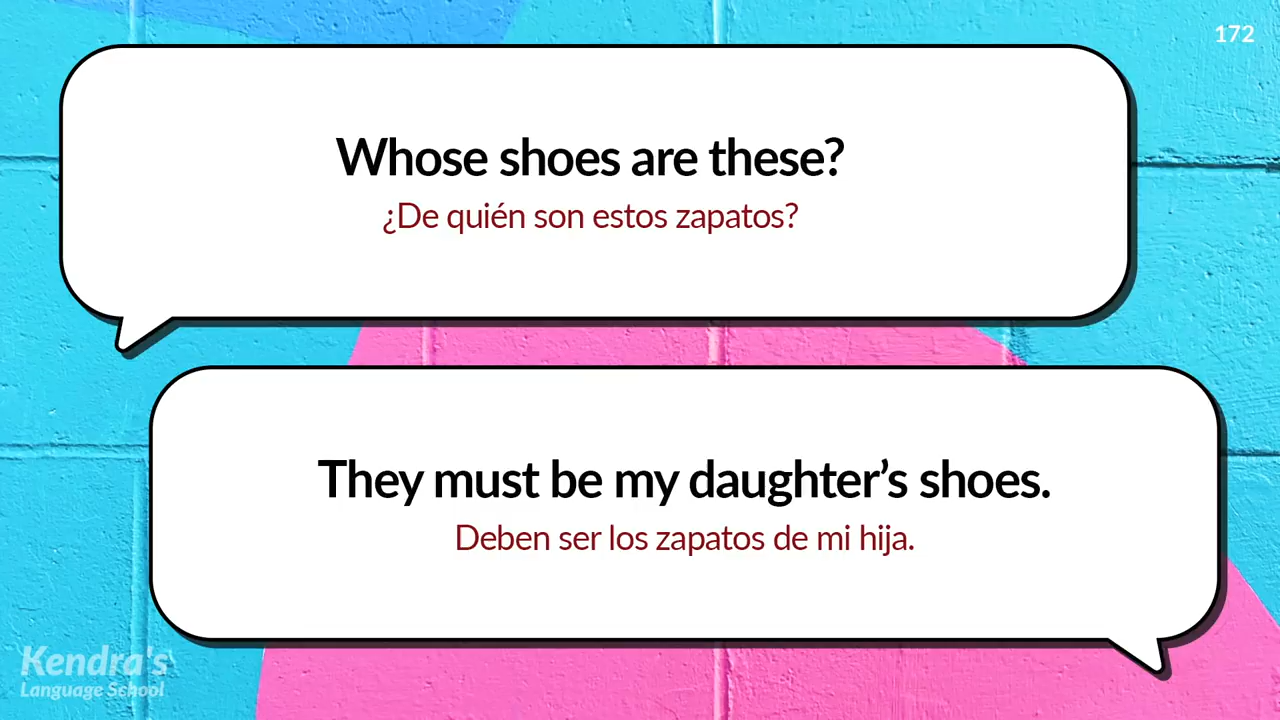 172
Whose shoes are these?
¿De quién son estos zapatos?
They must be my daughter’s shoes.
Deben ser los zapatos de mi hija.
Kendra's
Language School